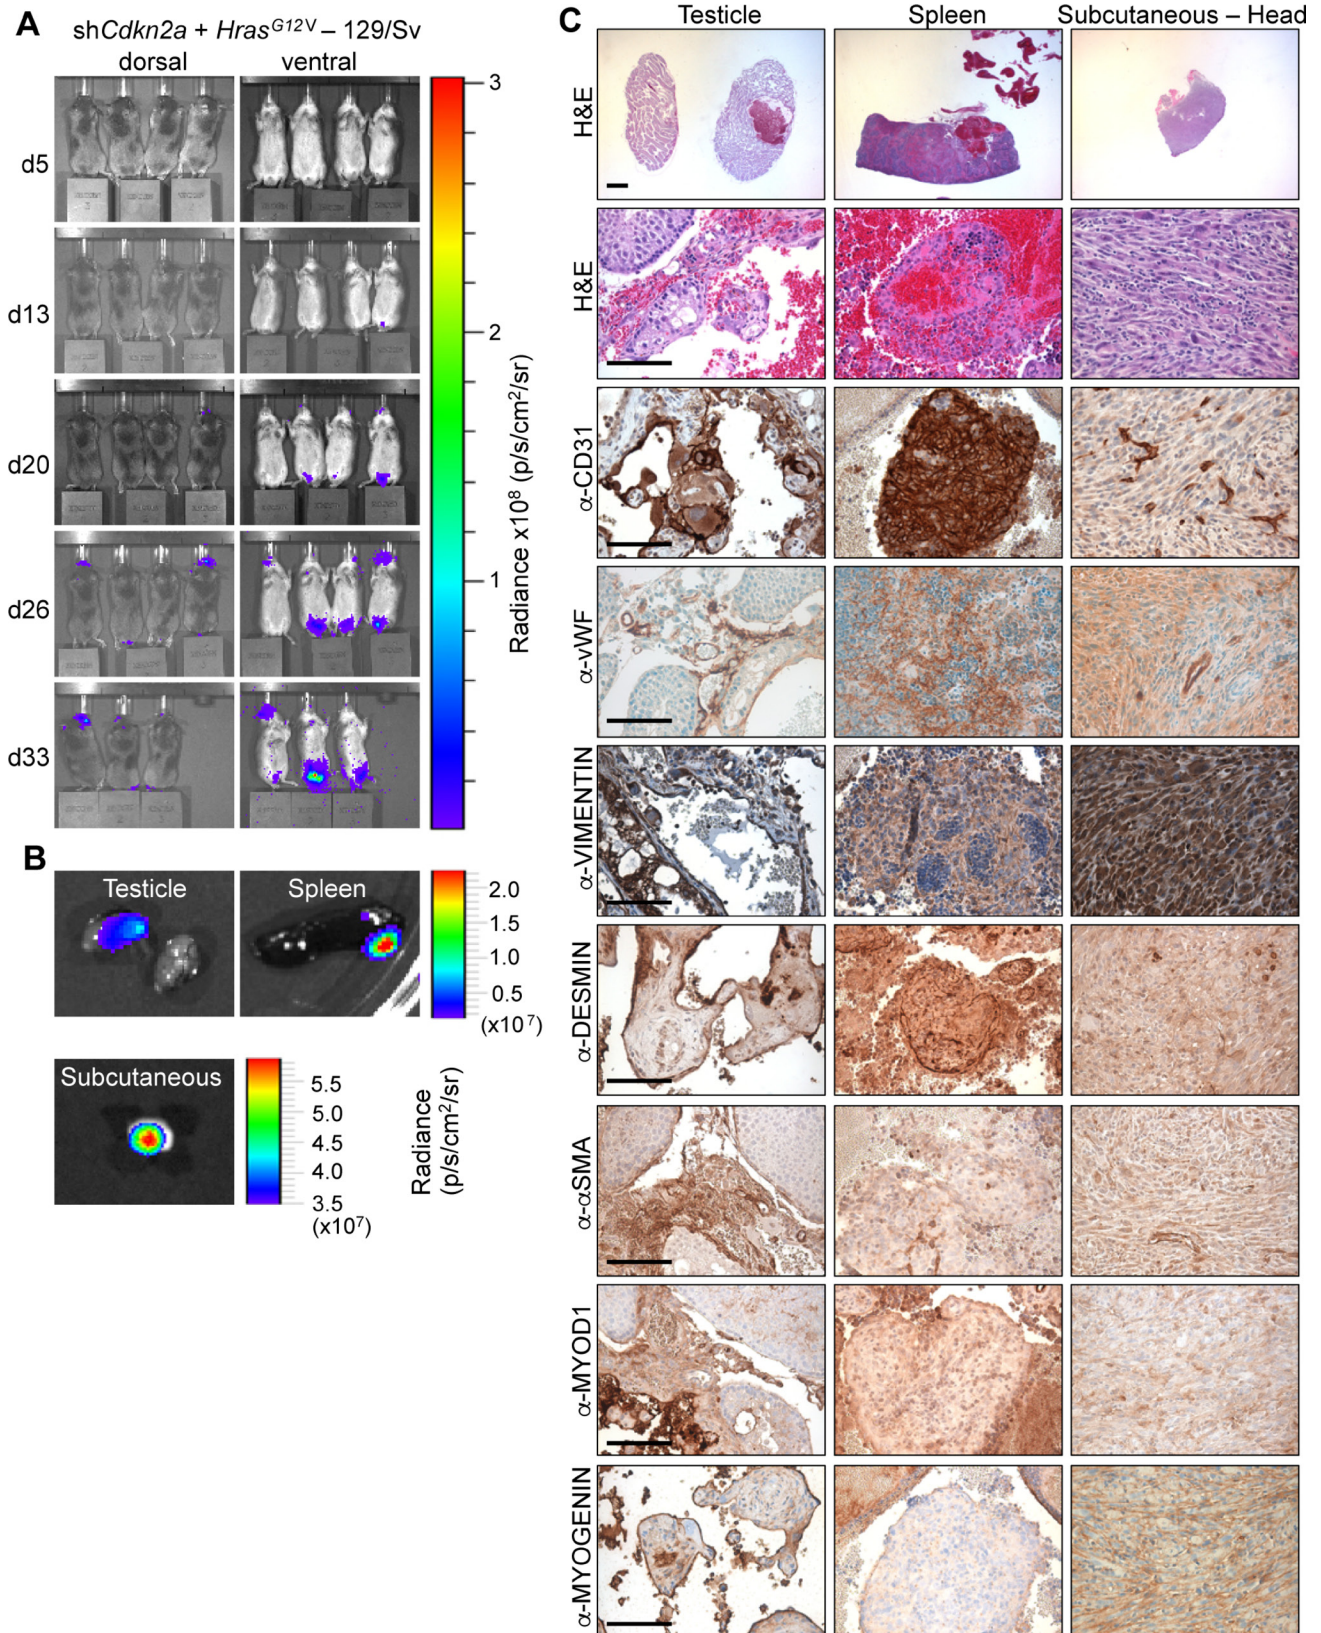 A
shCdkn2a + HrasG12V – 129/Sv
dorsal
ventral
d5
d13
d20
d26
d33
3
2
1
Radiance x10⁸ (p/s/cm²/sr)
B
Testicle
Spleen
2.0
1.5
1.0
0.5
(x10⁷)
Subcutaneous
5.5
5.0
4.5
4.0
3.5
(x10⁷)
Radiance
(p/s/cm²/sr)
C
Testicle
Spleen
Subcutaneous – Head
H&E
H&E
α-CD31
α-vWF
α-VIMENTIN
α-DESMIN
α-αSMA
α-MYOD1
α-MYOGENIN